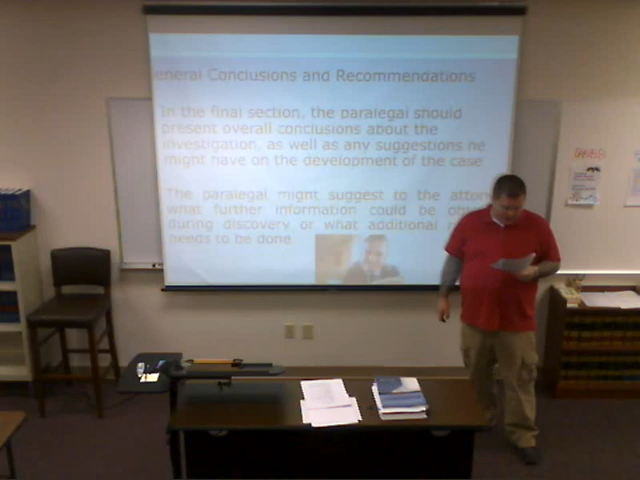 eneral Conclusions and Recommendations
In the final section, the paralegal should
present overall conclusions about the
investigation, as well as any suggestions he
might have on the development of the case
The paralegal might suggest to the attor
what further information could be
during discovery or what additional
needs to be done